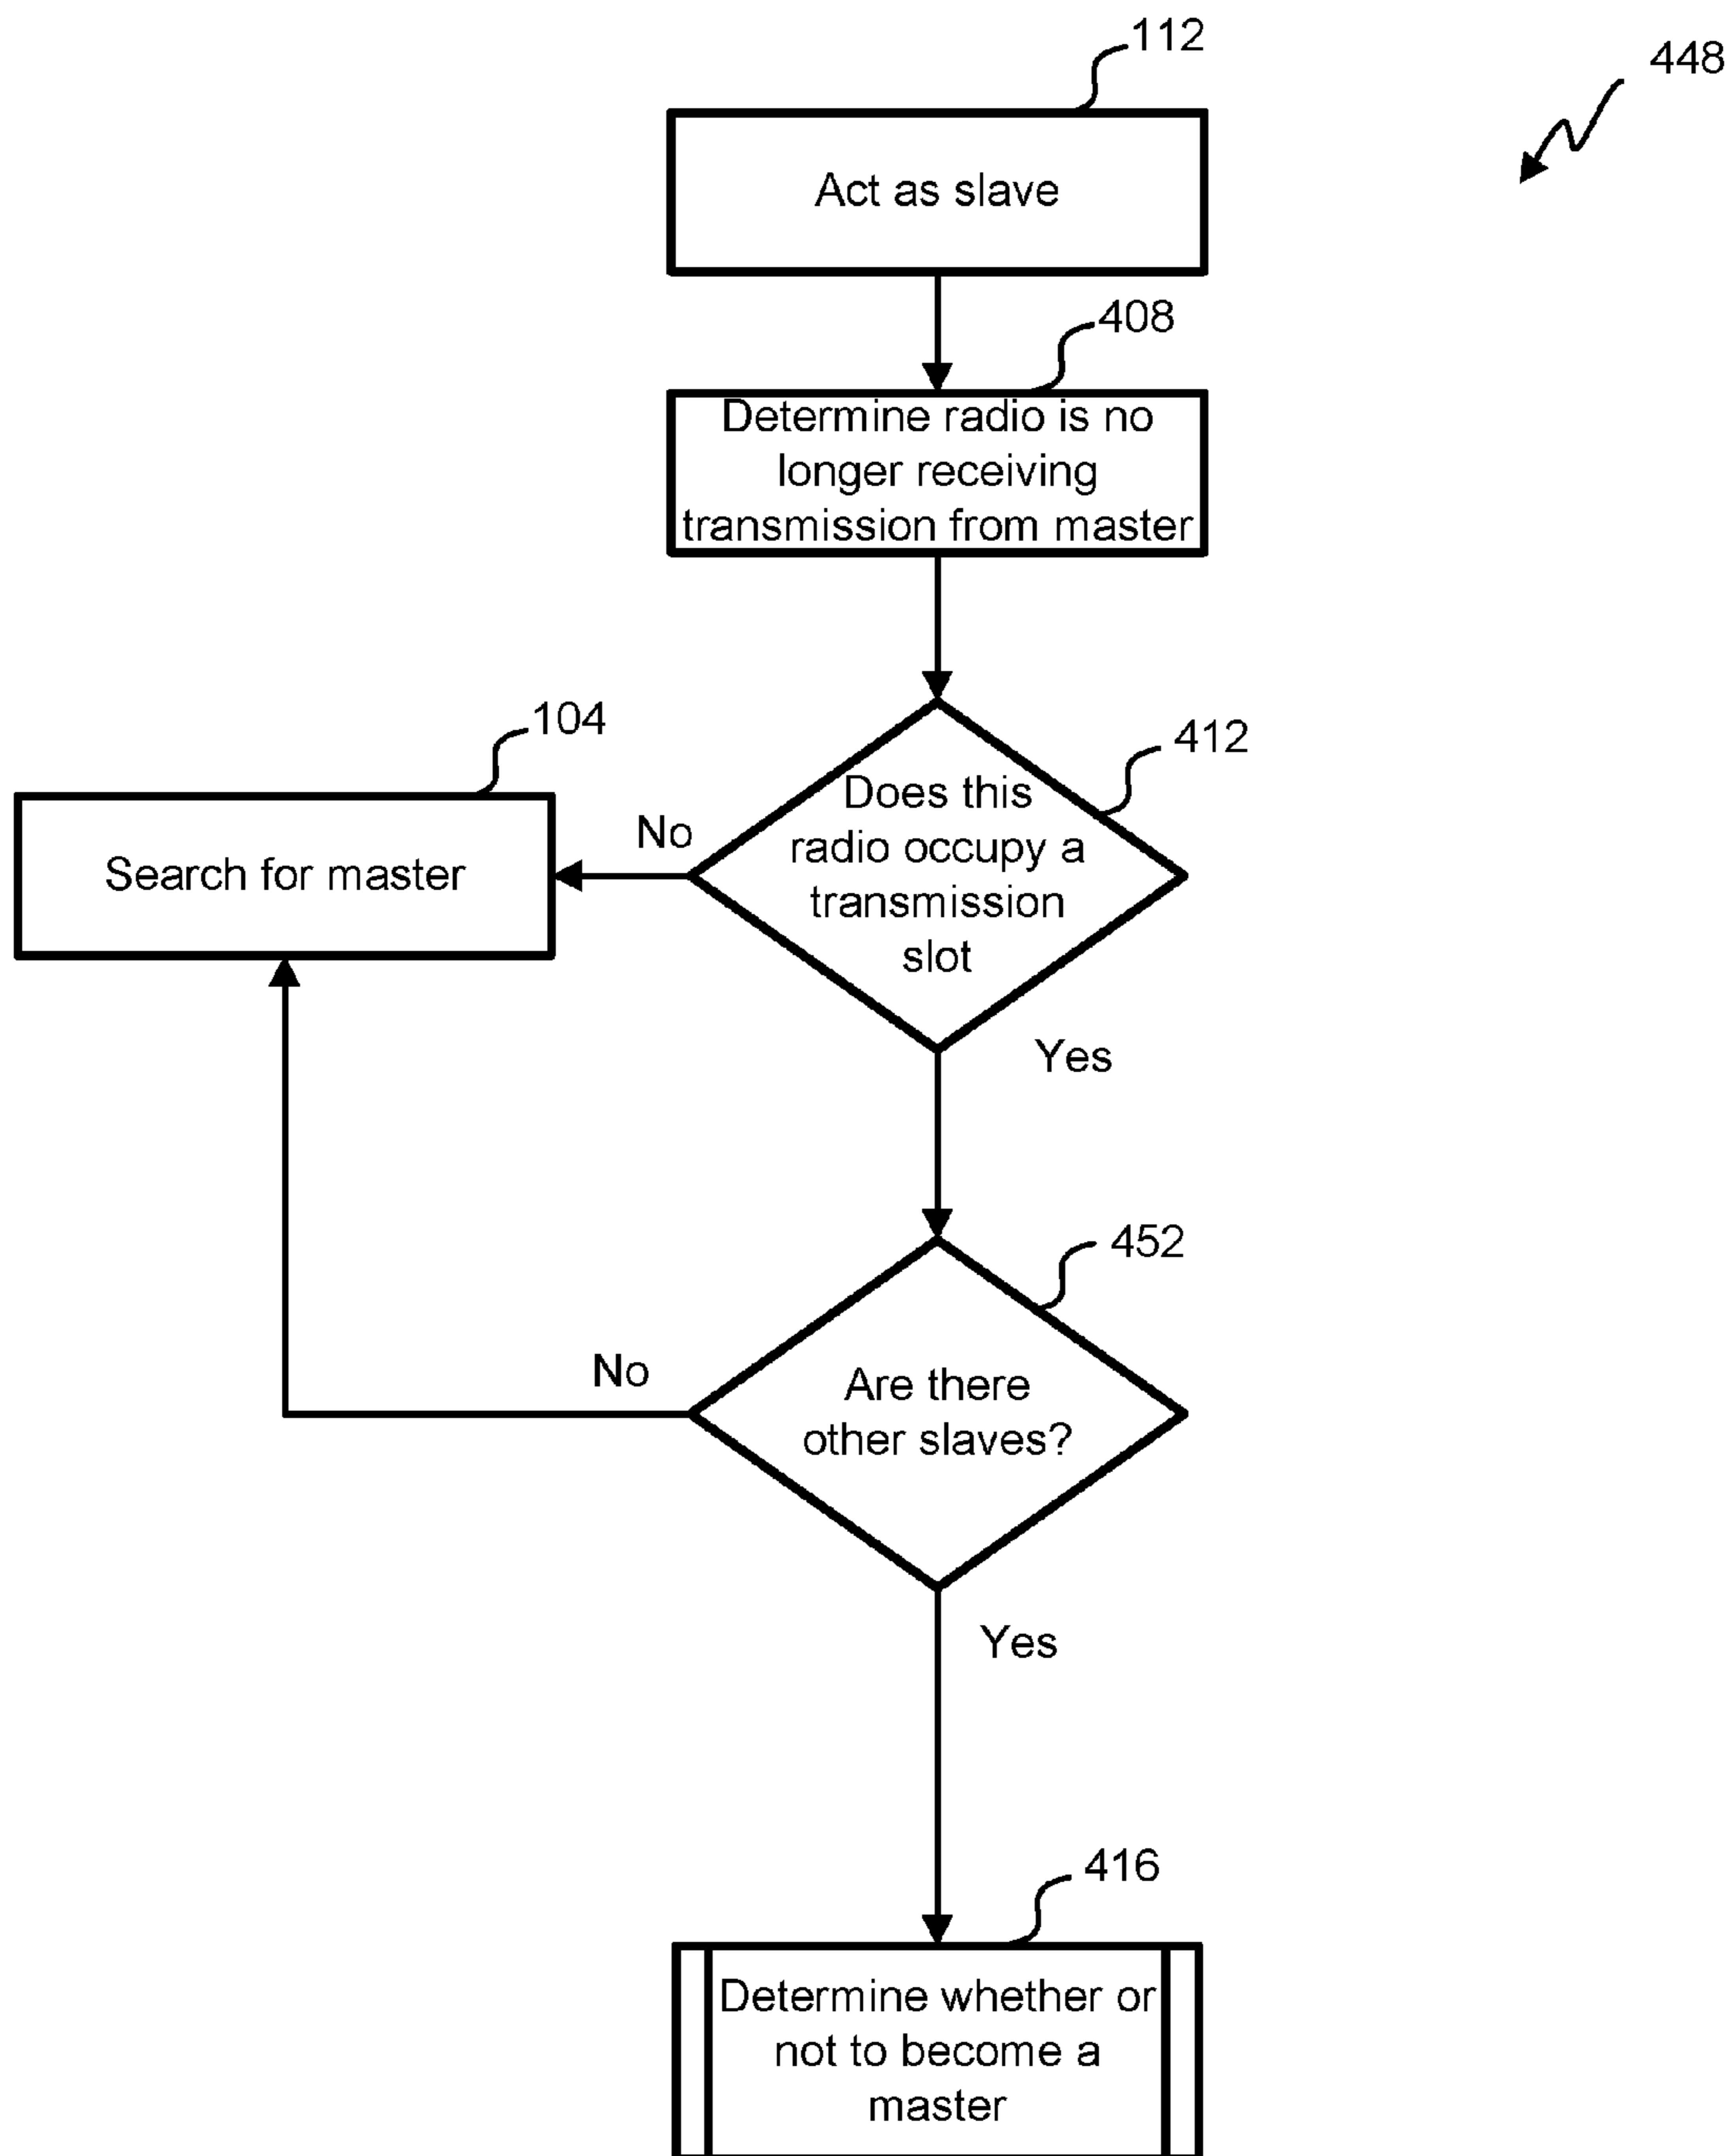 112
448
Act as slave
408
Determine radio is no
longer receiving
transmission from master
104
412
Does this
radio occupy a
transmission
slot
No
Search for master
Yes
452
No
Are there
other slaves?
Yes
416
Determine whether or
not to become a
master